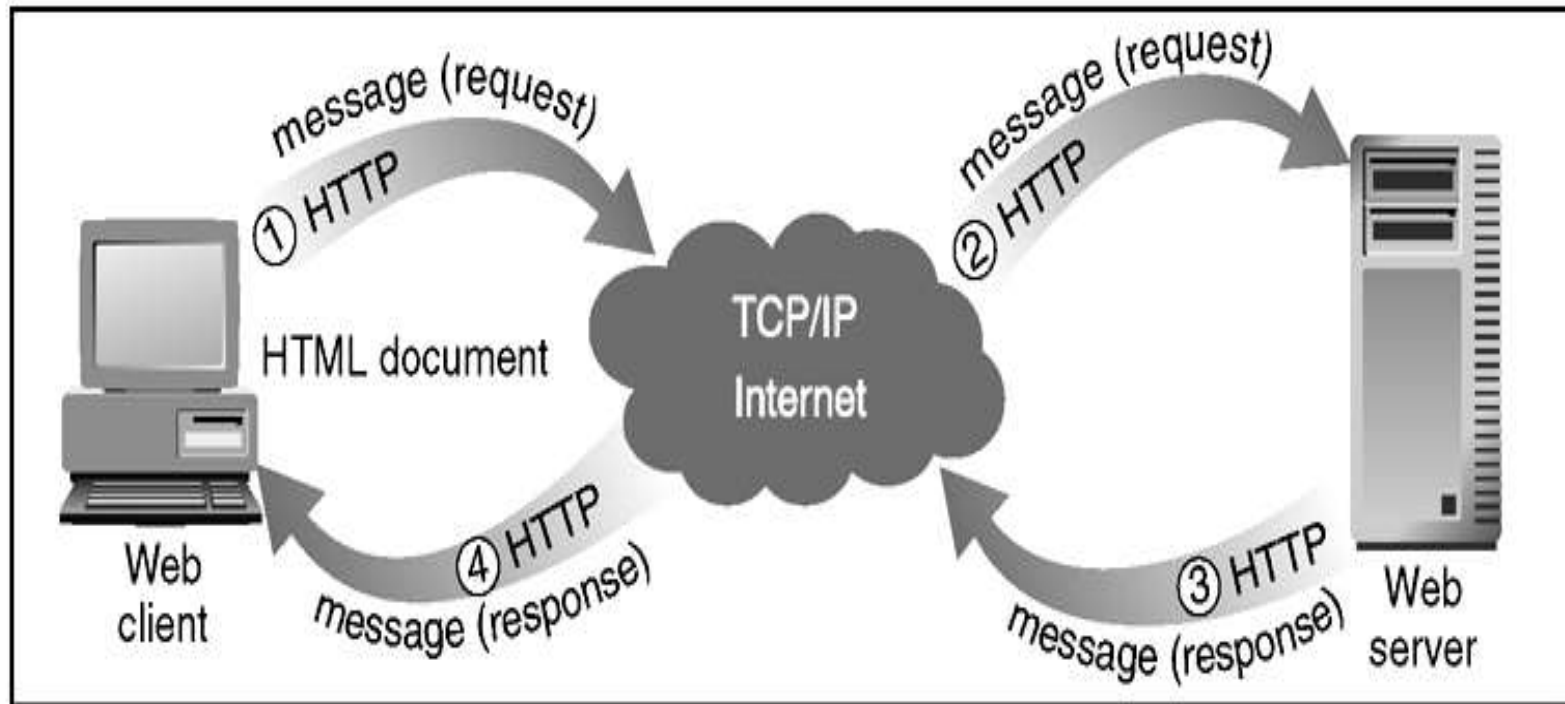 message (request)
① HTTP
message (request)
② HTTP
TCP/IP
Internet
HTML document
④ HTTP
message (response)
③ HTTP
message (response)
Web
client
Web
server